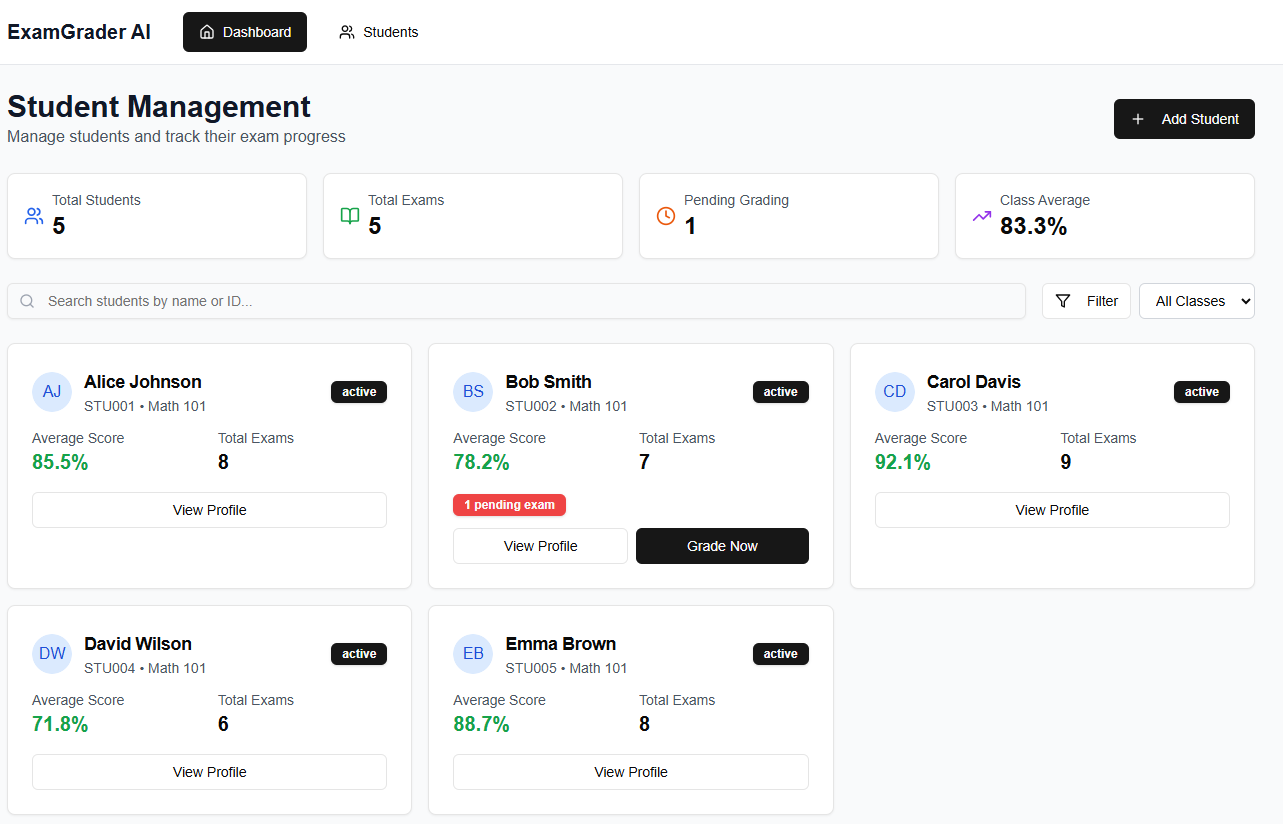 ExamGrader AI
Dashboard
Students
Student Management
Manage students and track their exam progress
Add Student
Total Students
5
Total Exams
5
Pending Grading
1
Class Average
83.3%
Search students by name or ID...
Filter
All Classes
AJ
Alice Johnson
STU001 • Math 101
active
Average Score
Total Exams
85.5%
8
View Profile
BS
Bob Smith
STU002 • Math 101
active
Average Score
Total Exams
78.2%
7
1 pending exam
View Profile
Grade Now
CD
Carol Davis
STU003 • Math 101
active
Average Score
Total Exams
92.1%
9
View Profile
DW
David Wilson
STU004 • Math 101
active
Average Score
Total Exams
71.8%
6
View Profile
EB
Emma Brown
STU005 • Math 101
active
Average Score
Total Exams
88.7%
8
View Profile